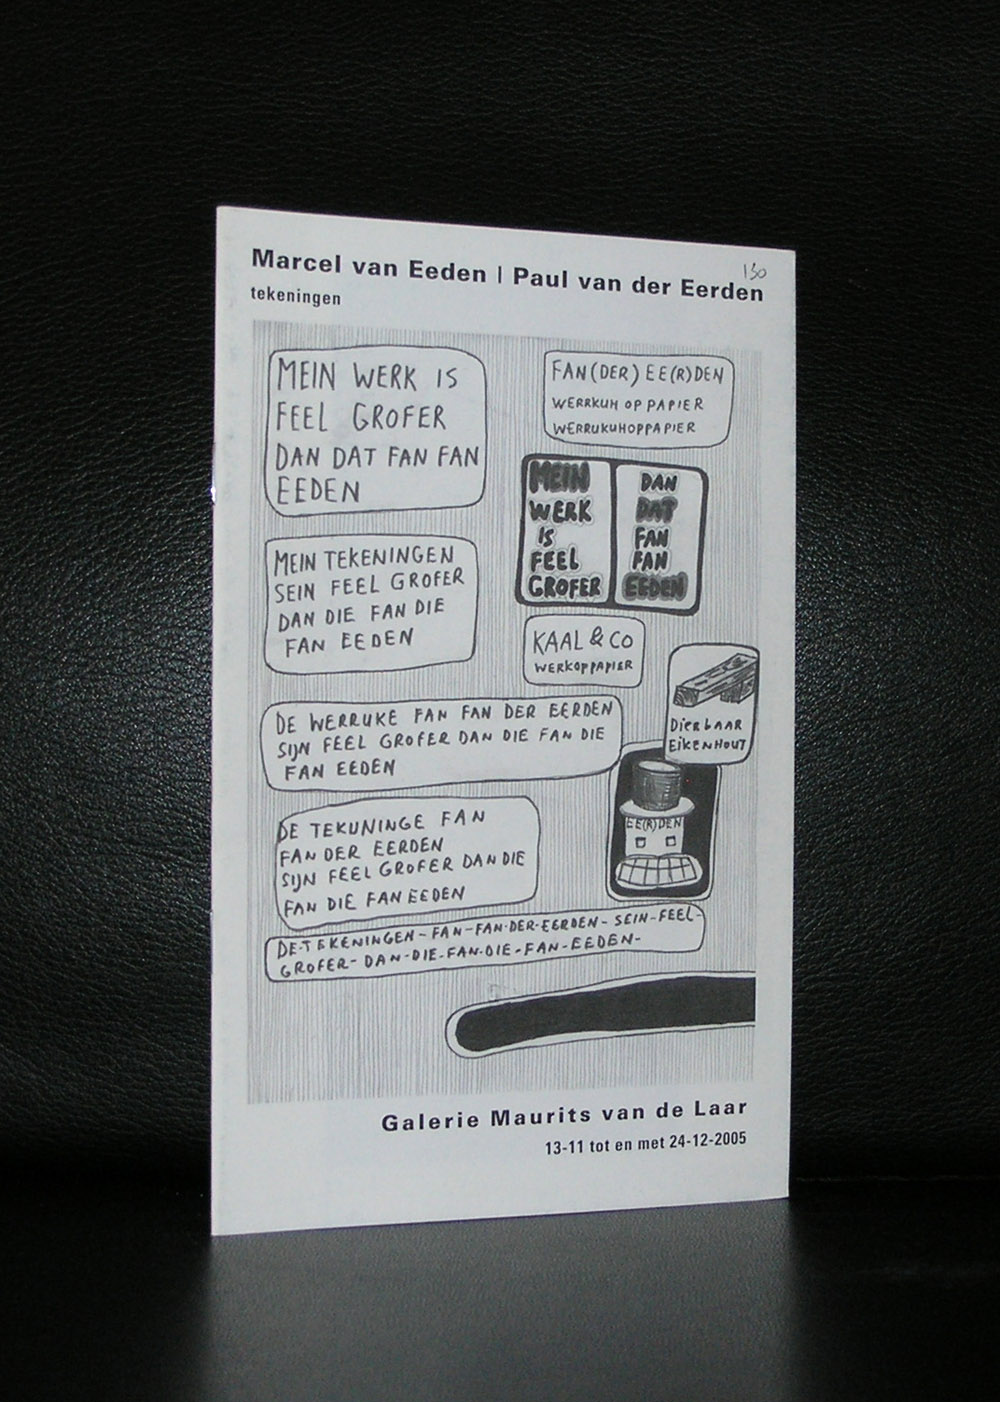 Marcel van Eeden | Paul van der Eerden
130
tekeningen
MEIN WERK IS
FEEL GROFER
DAN DAT FAN FAN
EEDEN
FAN(DER) EE(R)DEN
WERRKUH OP PAPIER
WERRUKUHOPPAPIER
MEIN
WERK
IS
FEEL
GROFER
DAN
DAT
FAN
FAN
EEDEN
MEIN TEKENINGEN
SEIN FEEL GROFER
DAN DIE FAN DIE
FAN EEDEN
KAAL & CO
WERKOPPAPIER
DIERBAAR
EIKENHOUT
DE WERRUKE FAN FAN DER EERDEN
SIJN FEEL GROFER DAN DIE FAN DIE
FAN EEDEN
EE(R)DEN
DE TEKUNINGE FAN
FAN DER EERDEN
SIJN FEEL GROFER DAN DIE
FAN DIE FAN EEDEN
DE-TEKENINGEN-FAN-FAN-DER-EERDEN-SEIN-FEEL-
GROFER-DAN-DIE-FAN-DIE-FAN-EEDEN-
Galerie Maurits van de Laar
13-11 tot en met 24-12-2005